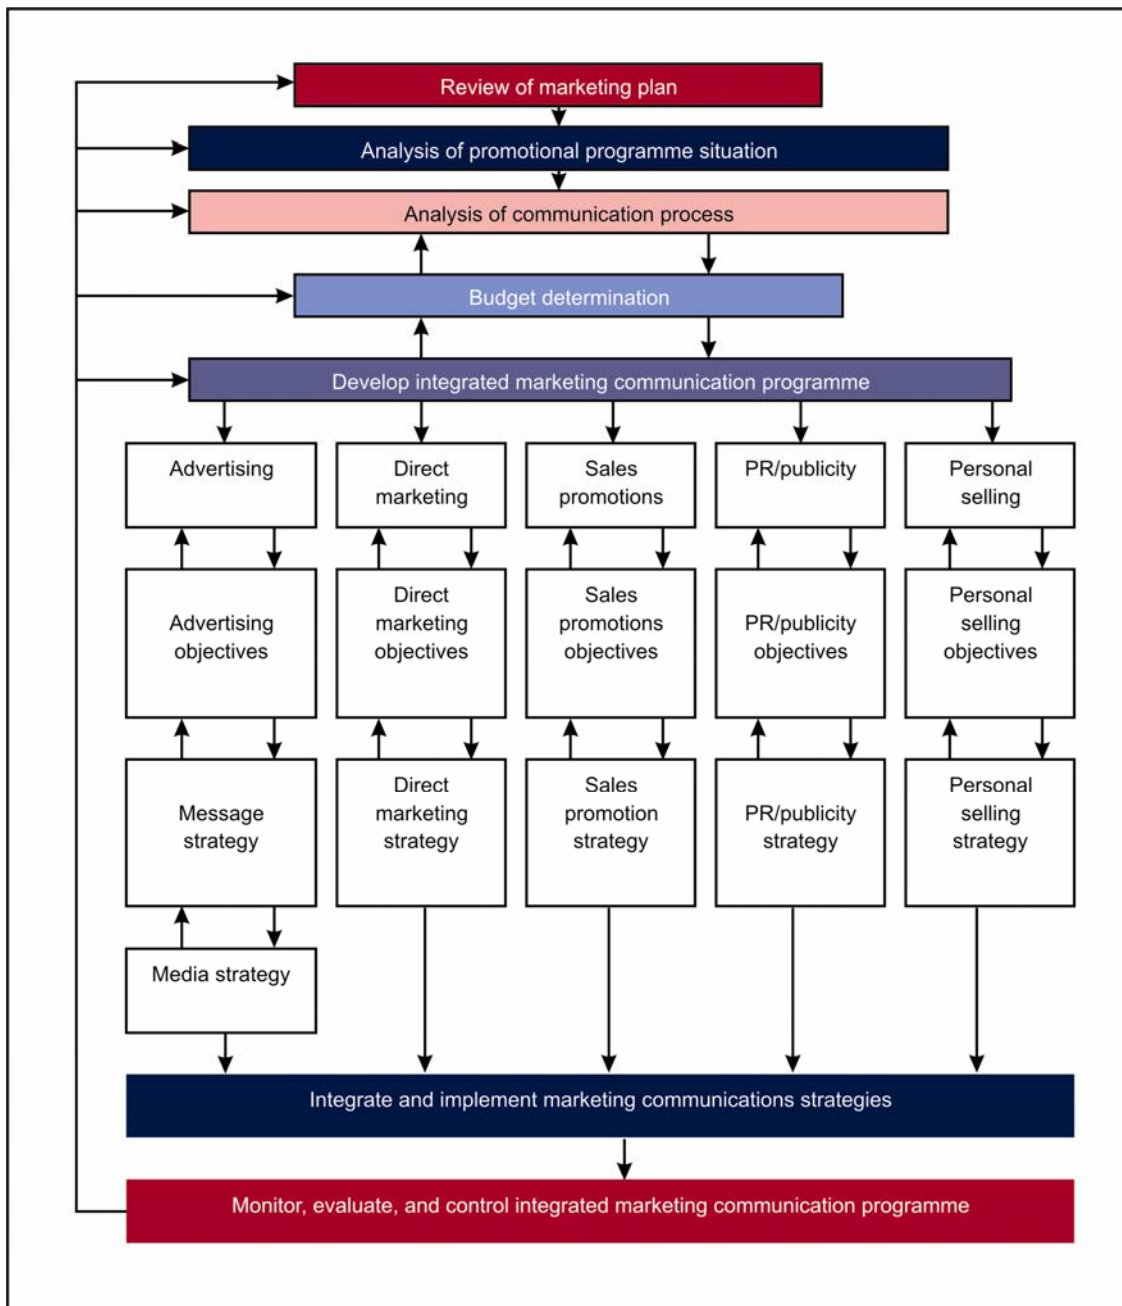 Review of marketing plan
Analysis of promotional programme situation
Analysis of communication process
Budget determination
Develop integrated marketing communication programme
Advertising
Direct
marketing
Sales
promotions
PR/publicity
Personal
selling
Advertising
objectives
Direct
marketing
objectives
Sales
promotions
objectives
PR/publicity
objectives
Personal
selling
objectives
Message
strategy
Direct
marketing
strategy
Sales
promotion
strategy
PR/publicity
strategy
Personal
selling
strategy
Media strategy
Integrate and implement marketing communications strategies
Monitor, evaluate, and control integrated marketing communication programme